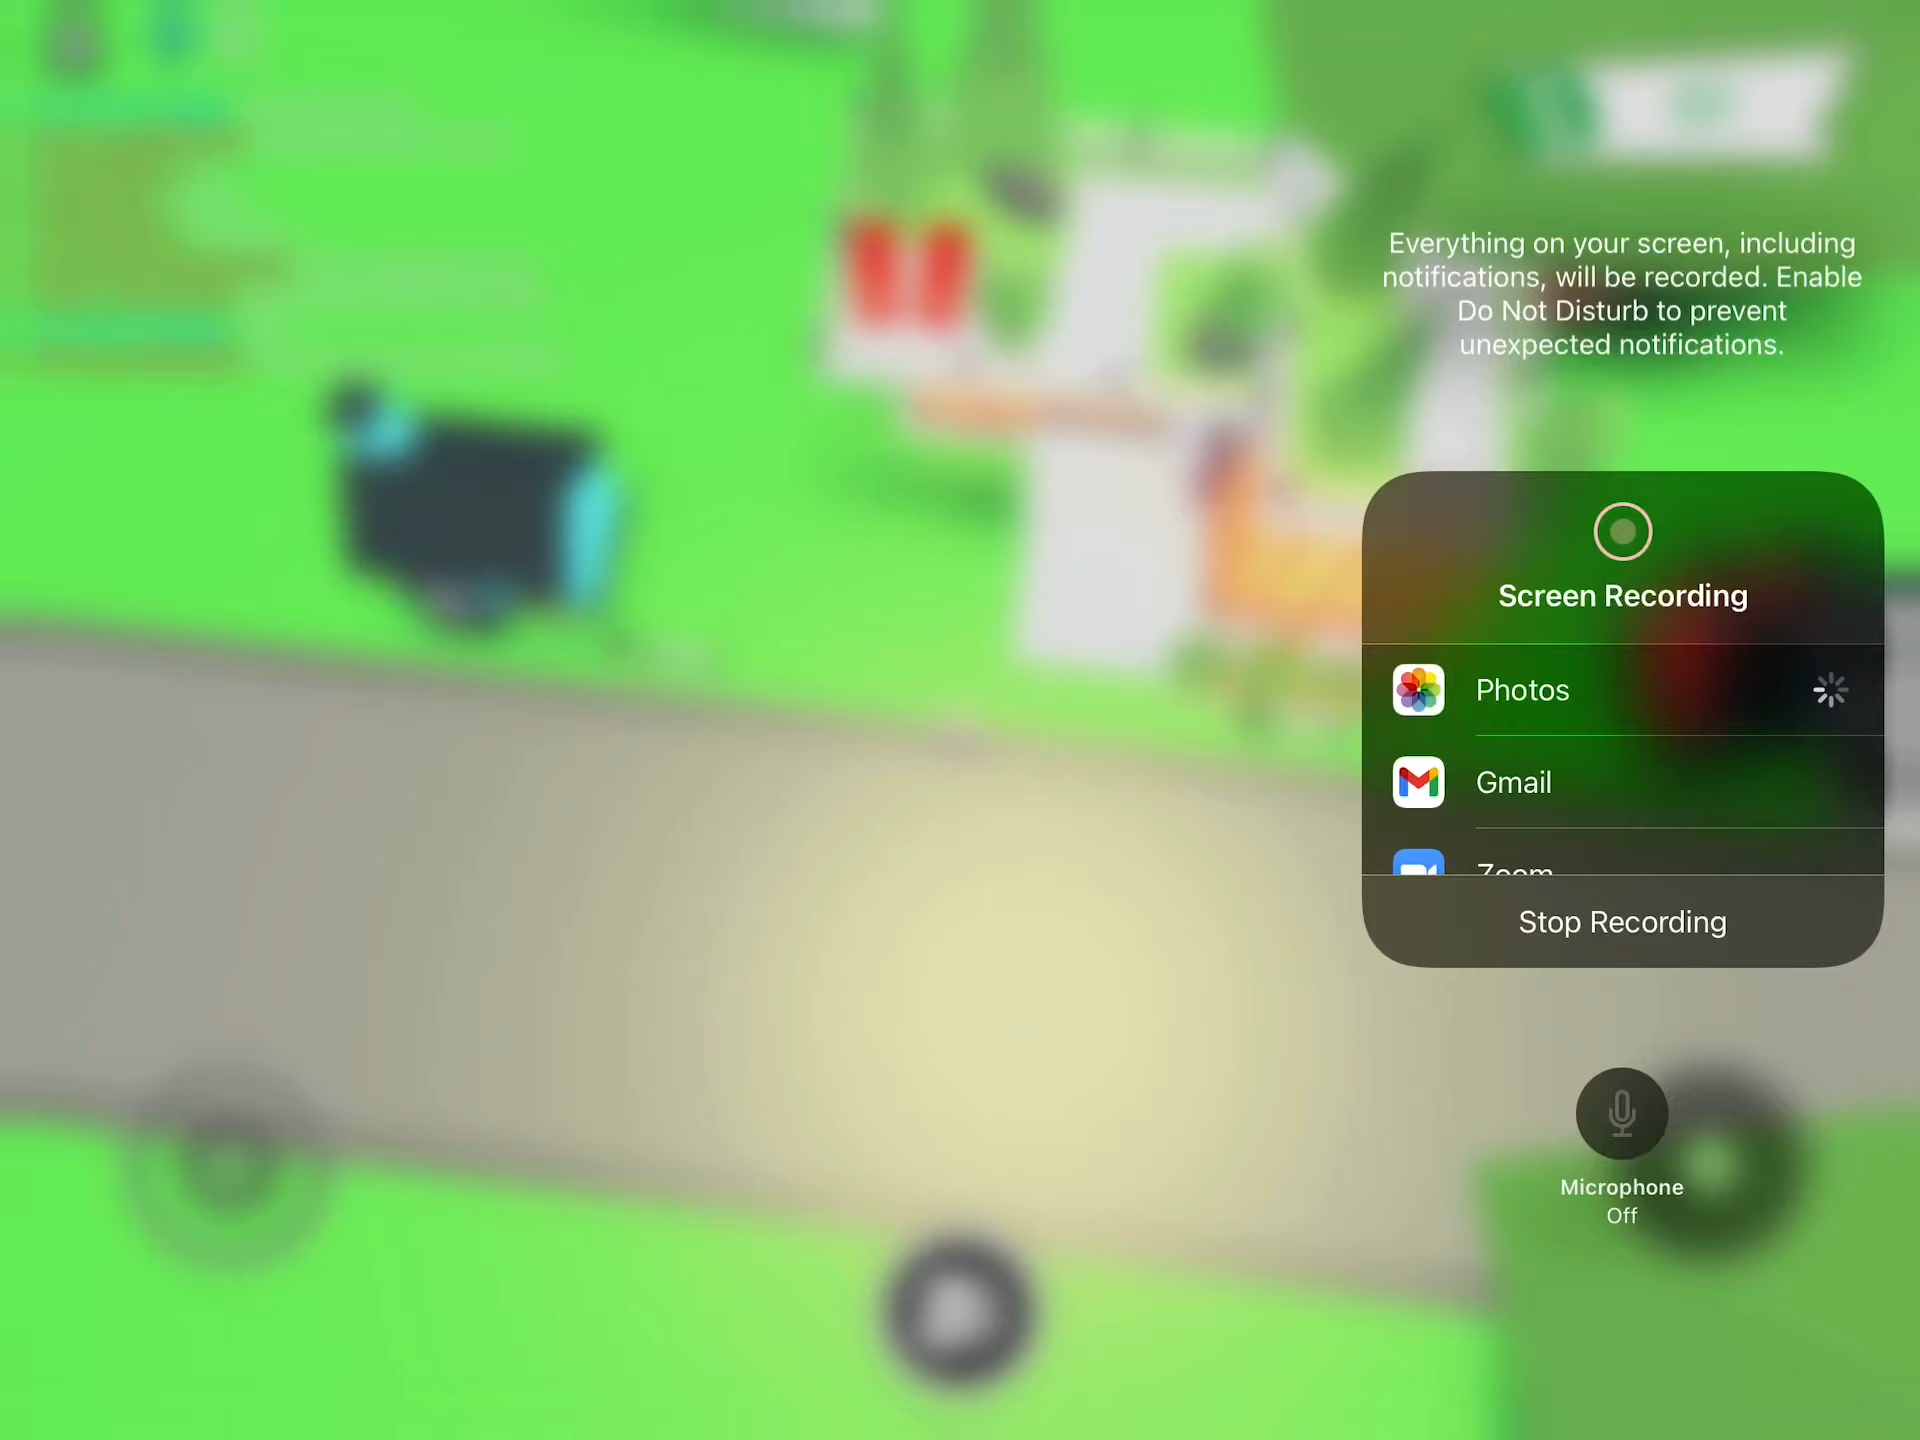 Everything on your screen, including
notifications, will be recorded. Enable
Do Not Disturb to prevent
unexpected notifications.
Screen Recording
Photos
Gmail
Zoom
Stop Recording
Microphone
Off